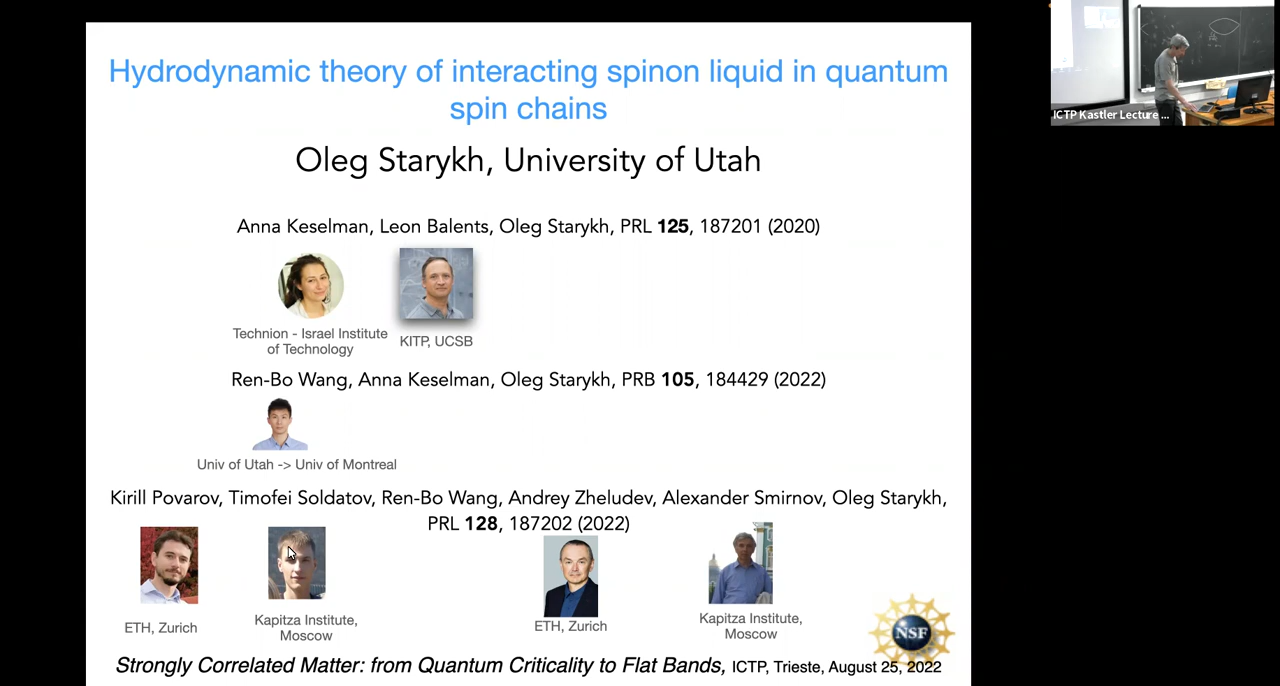 Hydrodynamic theory of interacting spinon liquid in quantum
spin chains
Oleg Starykh, University of Utah
Anna Keselman, Leon Balents, Oleg Starykh, PRL 125, 187201 (2020)
Technion - Israel Institute
of Technology
KITP, UCSB
Ren-Bo Wang, Anna Keselman, Oleg Starykh, PRB 105, 184429 (2022)
Univ of Utah -> Univ of Montreal
Kirill Povarov, Timofei Soldatov, Ren-Bo Wang, Andrey Zheludev, Alexander Smirnov, Oleg Starykh,
PRL 128, 187202 (2022)
ETH, Zurich
Kapitza Institute,
Moscow
ETH, Zurich
Kapitza Institute,
Moscow
NSF
Strongly Correlated Matter: from Quantum Criticality to Flat Bands, ICTP, Trieste, August 25, 2022
ICTP Kastler Lecture ...